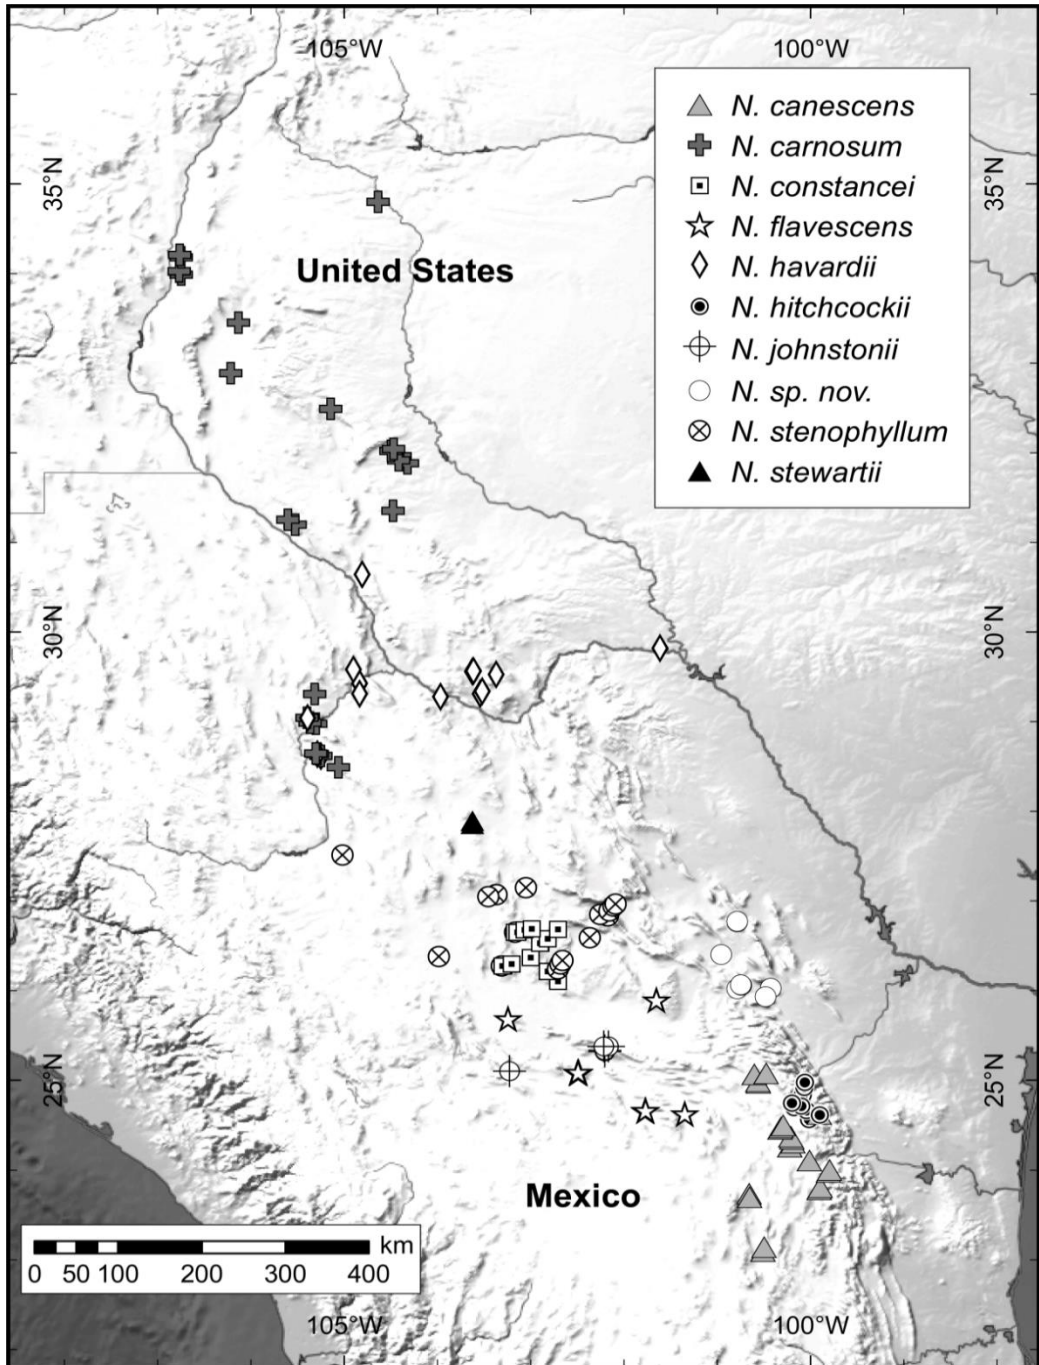 105°W
100°W
N. canescens
N. carnosum
N. constancei
N. flavescens
N. havardii
N. hitchcockii
N. johnstonii
N. sp. nov.
N. stenophyllum
N. stewartii
35°N
35°N
United States
30°N
30°N
25°N
25°N
Mexico
km
0 50 100 200 300 400
105°W
100°W